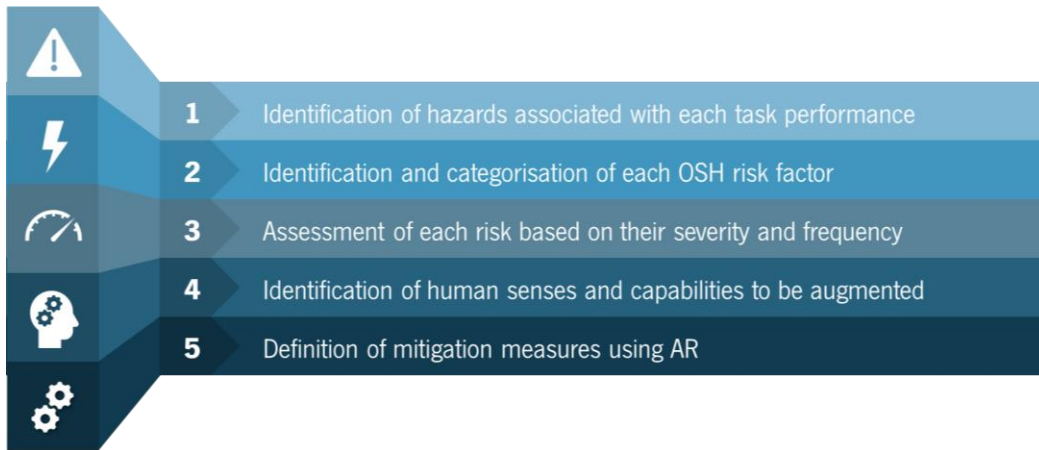 1 Identification of hazards associated with each task performance
2 Identification and categorisation of each OSH risk factor
3 Assessment of each risk based on their severity and frequency
4 Identification of human senses and capabilities to be augmented
5 Definition of mitigation measures using AR